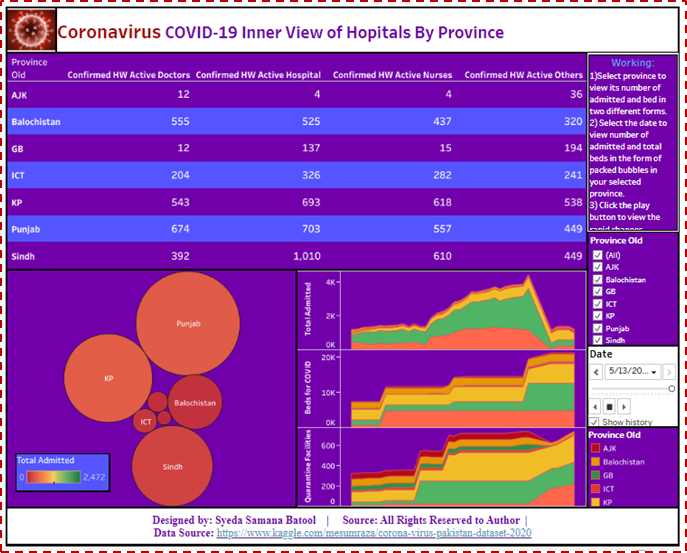 Coronavirus COVID-19 Inner View of Hopitals By Province
Province
Old
Confirmed HW Active Doctors Confirmed HW Active Hospital Confirmed HW Active Nurses Confirmed HW Active Others
AJK 12 4 4 36
Balochistan 555 525 437 320
GB 12 137 15 194
ICT 204 326 282 241
KP 543 693 618 538
Punjab 674 703 557 449
Sindh 392 1,010 610 449
Working:
1)Select province to
view its number of
admitted and bed in
two different forms.
2) Select the date to
view number of
admitted and total
beds in the form of
packed bubbles in
your selected
province.
3) Click the play
button to view the
Province Old
(All)
AJK
Balochistan
GB
ICT
KP
Punjab
Sindh
Date
5/13/20...
Show history
Province Old
AJK
Balochistan
GB
ICT
KP
Punjab
KP
Balochistan
ICT
Sindh
Total Admitted
0 2,472
Total Admitted
4K
2K
0K
Beds for COVID
20K
10K
0K
Quarantine Facilities
600
400
200
0
Designed by: Syeda Samana Batool | Source: All Rights Reserved to Author |
Data Source: https://www.kaggle.com/mesumraza/corona-virus-pakistan-dataset-2020